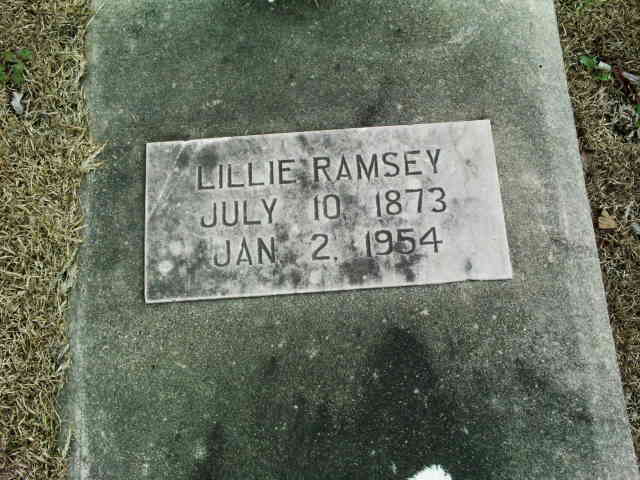 LILLIE RAMSEY
JULY 10, 1873
JAN. 2, 1954